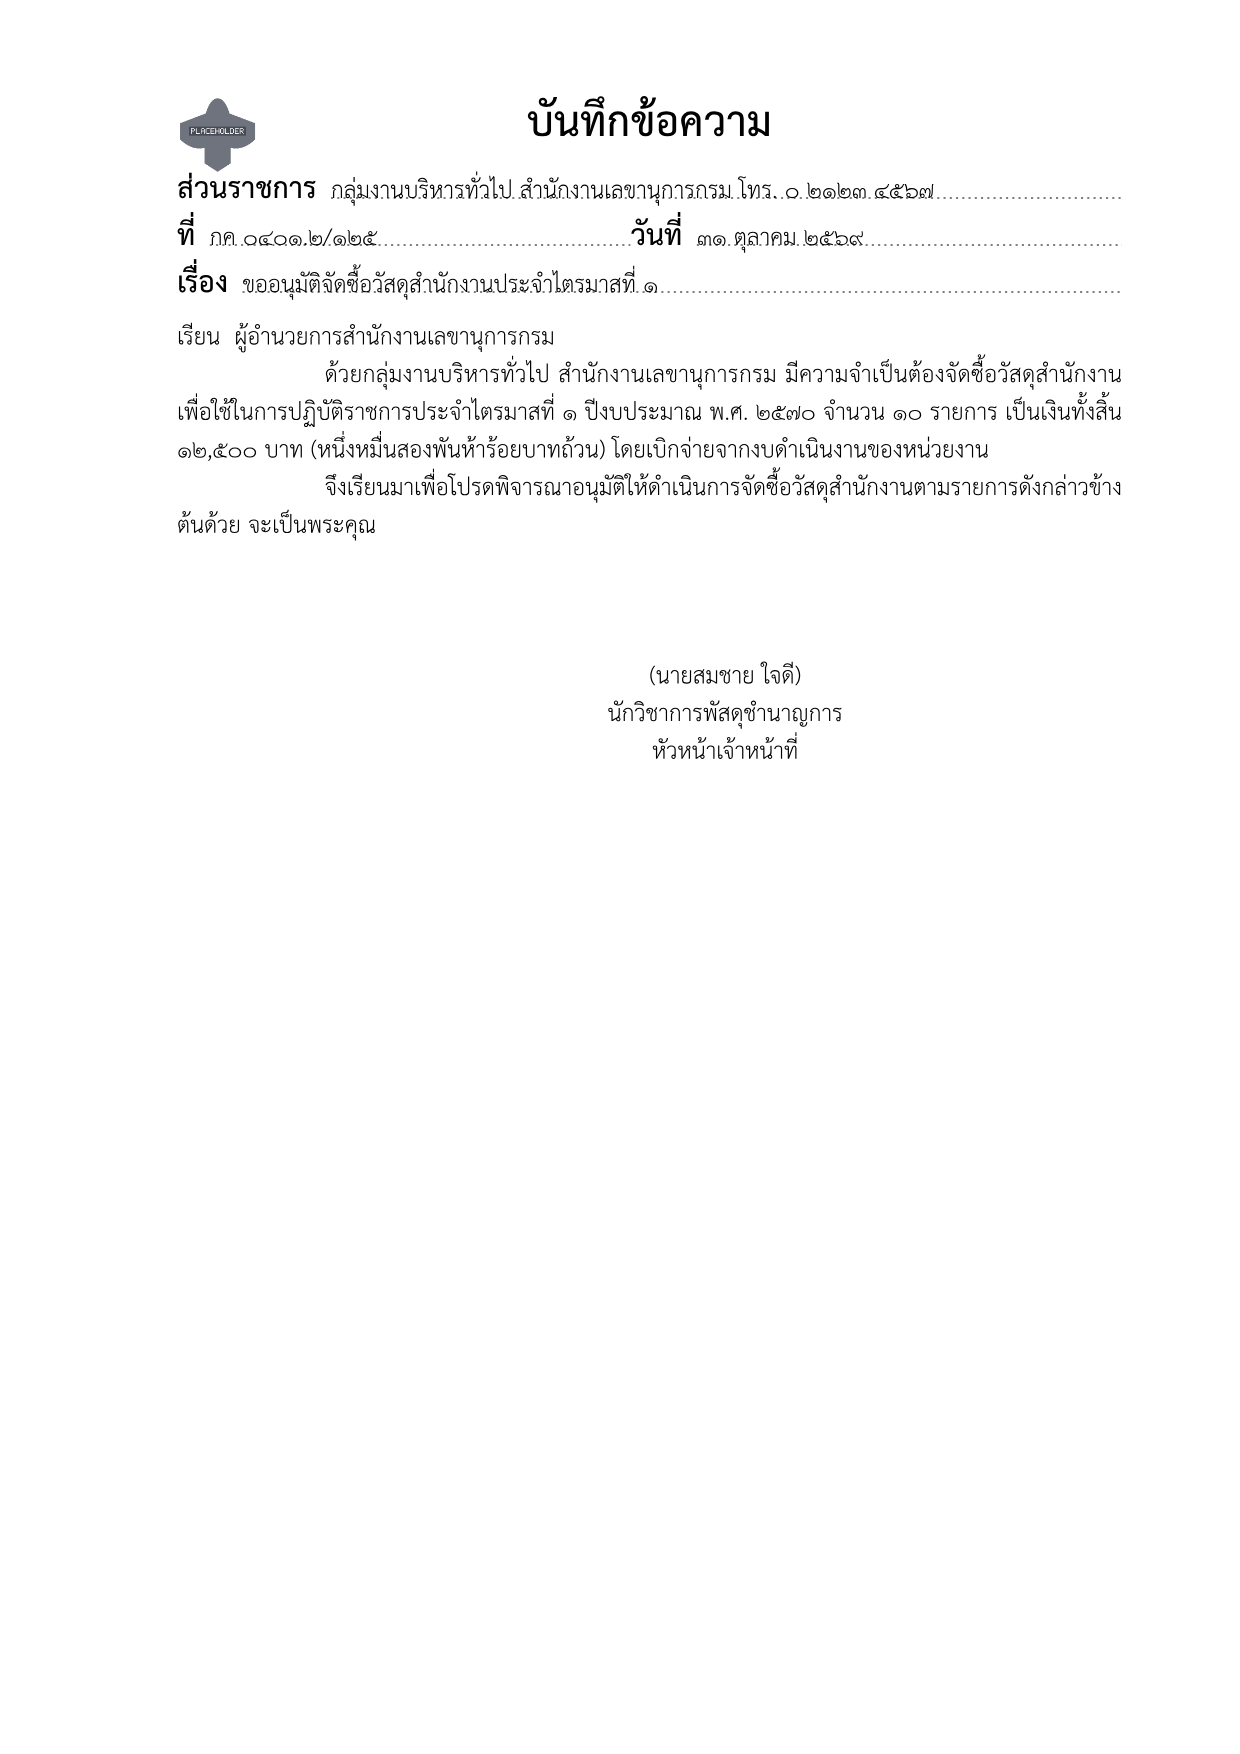 PLACEHOLDER
บันทึกข้อความ
ส่วนราชการ กลุ่มงานบริหารทั่วไป สำนักงานเลขานุการกรม โทร. ๐ ๒๑๒๓ ๔๕๖๗
ที่ กค ๐๔๐๑.๒/๑๒๕ วันที่ ๓๑ ตุลาคม ๒๕๖๙
เรื่อง ขออนุมัติจัดซื้อวัสดุสำนักงานประจำไตรมาสที่ ๑
เรียน ผู้อำนวยการสำนักงานเลขานุการกรม
ด้วยกลุ่มงานบริหารทั่วไป สำนักงานเลขานุการกรม มีความจำเป็นต้องจัดซื้อวัสดุสำนักงาน
เพื่อใช้ในการปฏิบัติราชการประจำไตรมาสที่ ๑ ปีงบประมาณ พ.ศ. ๒๕๗๐ จำนวน ๑๐ รายการ เป็นเงินทั้งสิ้น
๑๒,๕๐๐ บาท (หนึ่งหมื่นสองพันห้าร้อยบาทถ้วน) โดยเบิกจ่ายจากงบดำเนินงานของหน่วยงาน
จึงเรียนมาเพื่อโปรดพิจารณาอนุมัติให้ดำเนินการจัดซื้อวัสดุสำนักงานตามรายการดังกล่าวข้าง
ต้นด้วย จะเป็นพระคุณ
(นายสมชาย ใจดี)
นักวิชาการพัสดุชำนาญการ
หัวหน้าเจ้าหน้าที่